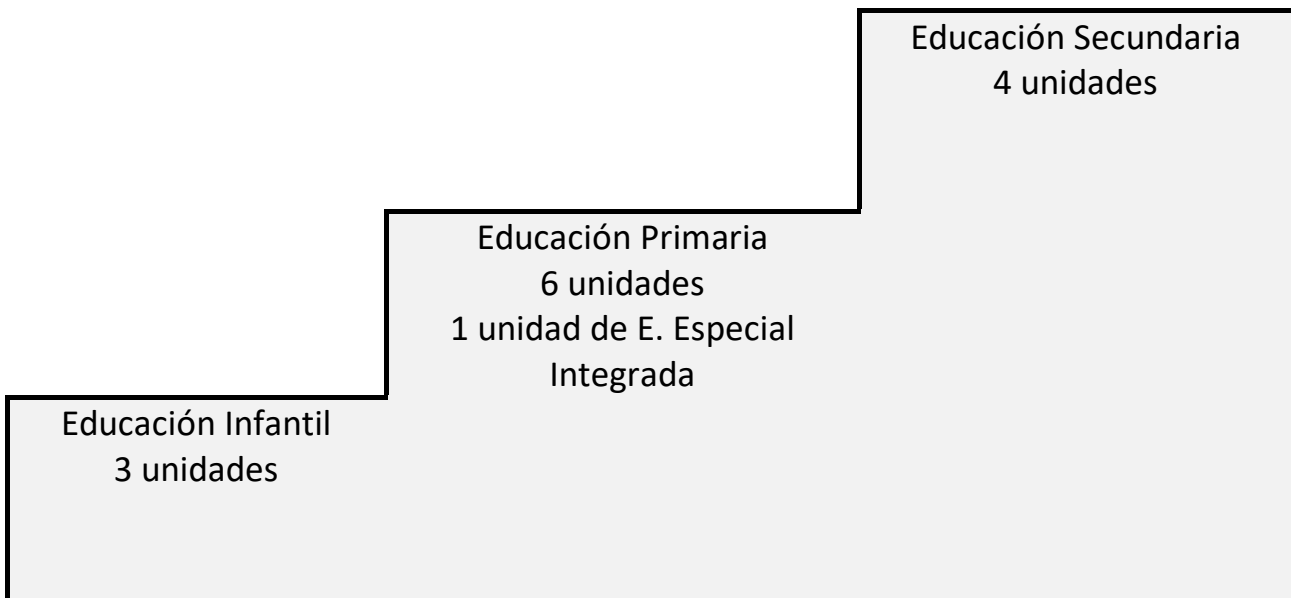 Educación Secundaria
4 unidades
Educación Primaria
6 unidades
1 unidad de E. Especial
Integrada
Educación Infantil
3 unidades